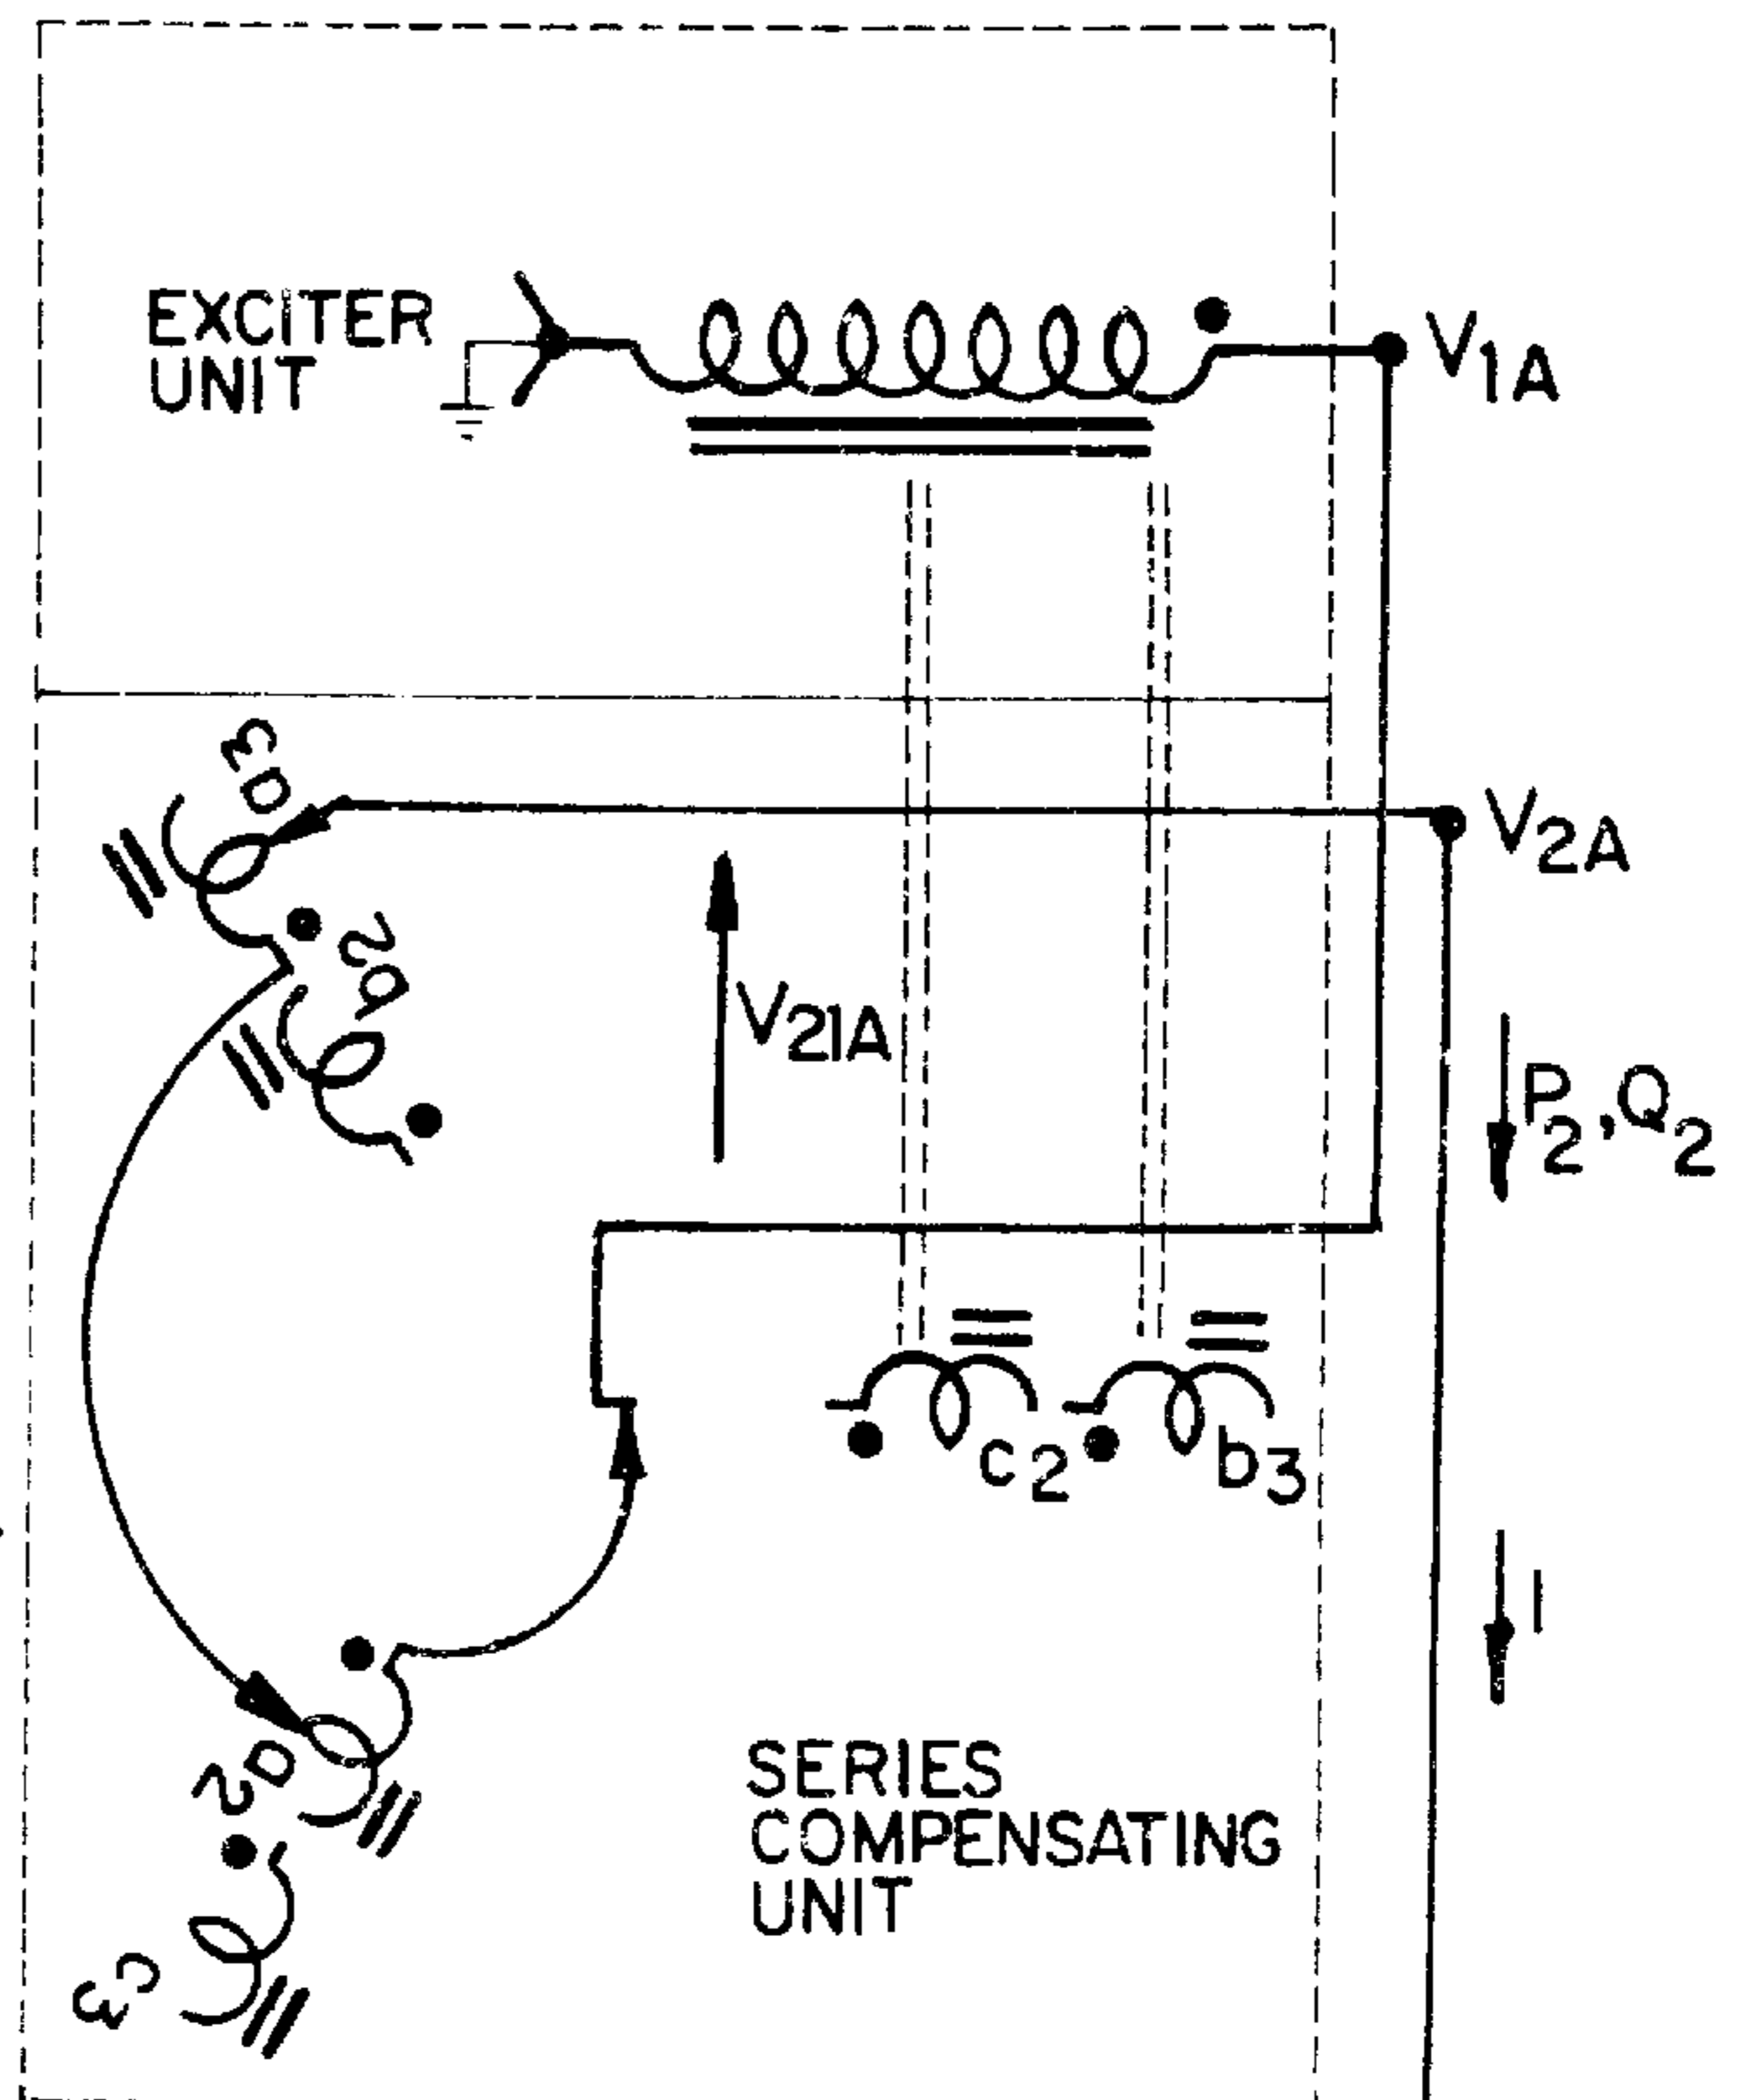 EXCITER
UNIT
V1A
a3
V2A
b2
V21A
P2,Q2
c2
b3
I
a2
SERIES
COMPENSATING
UNIT
c3